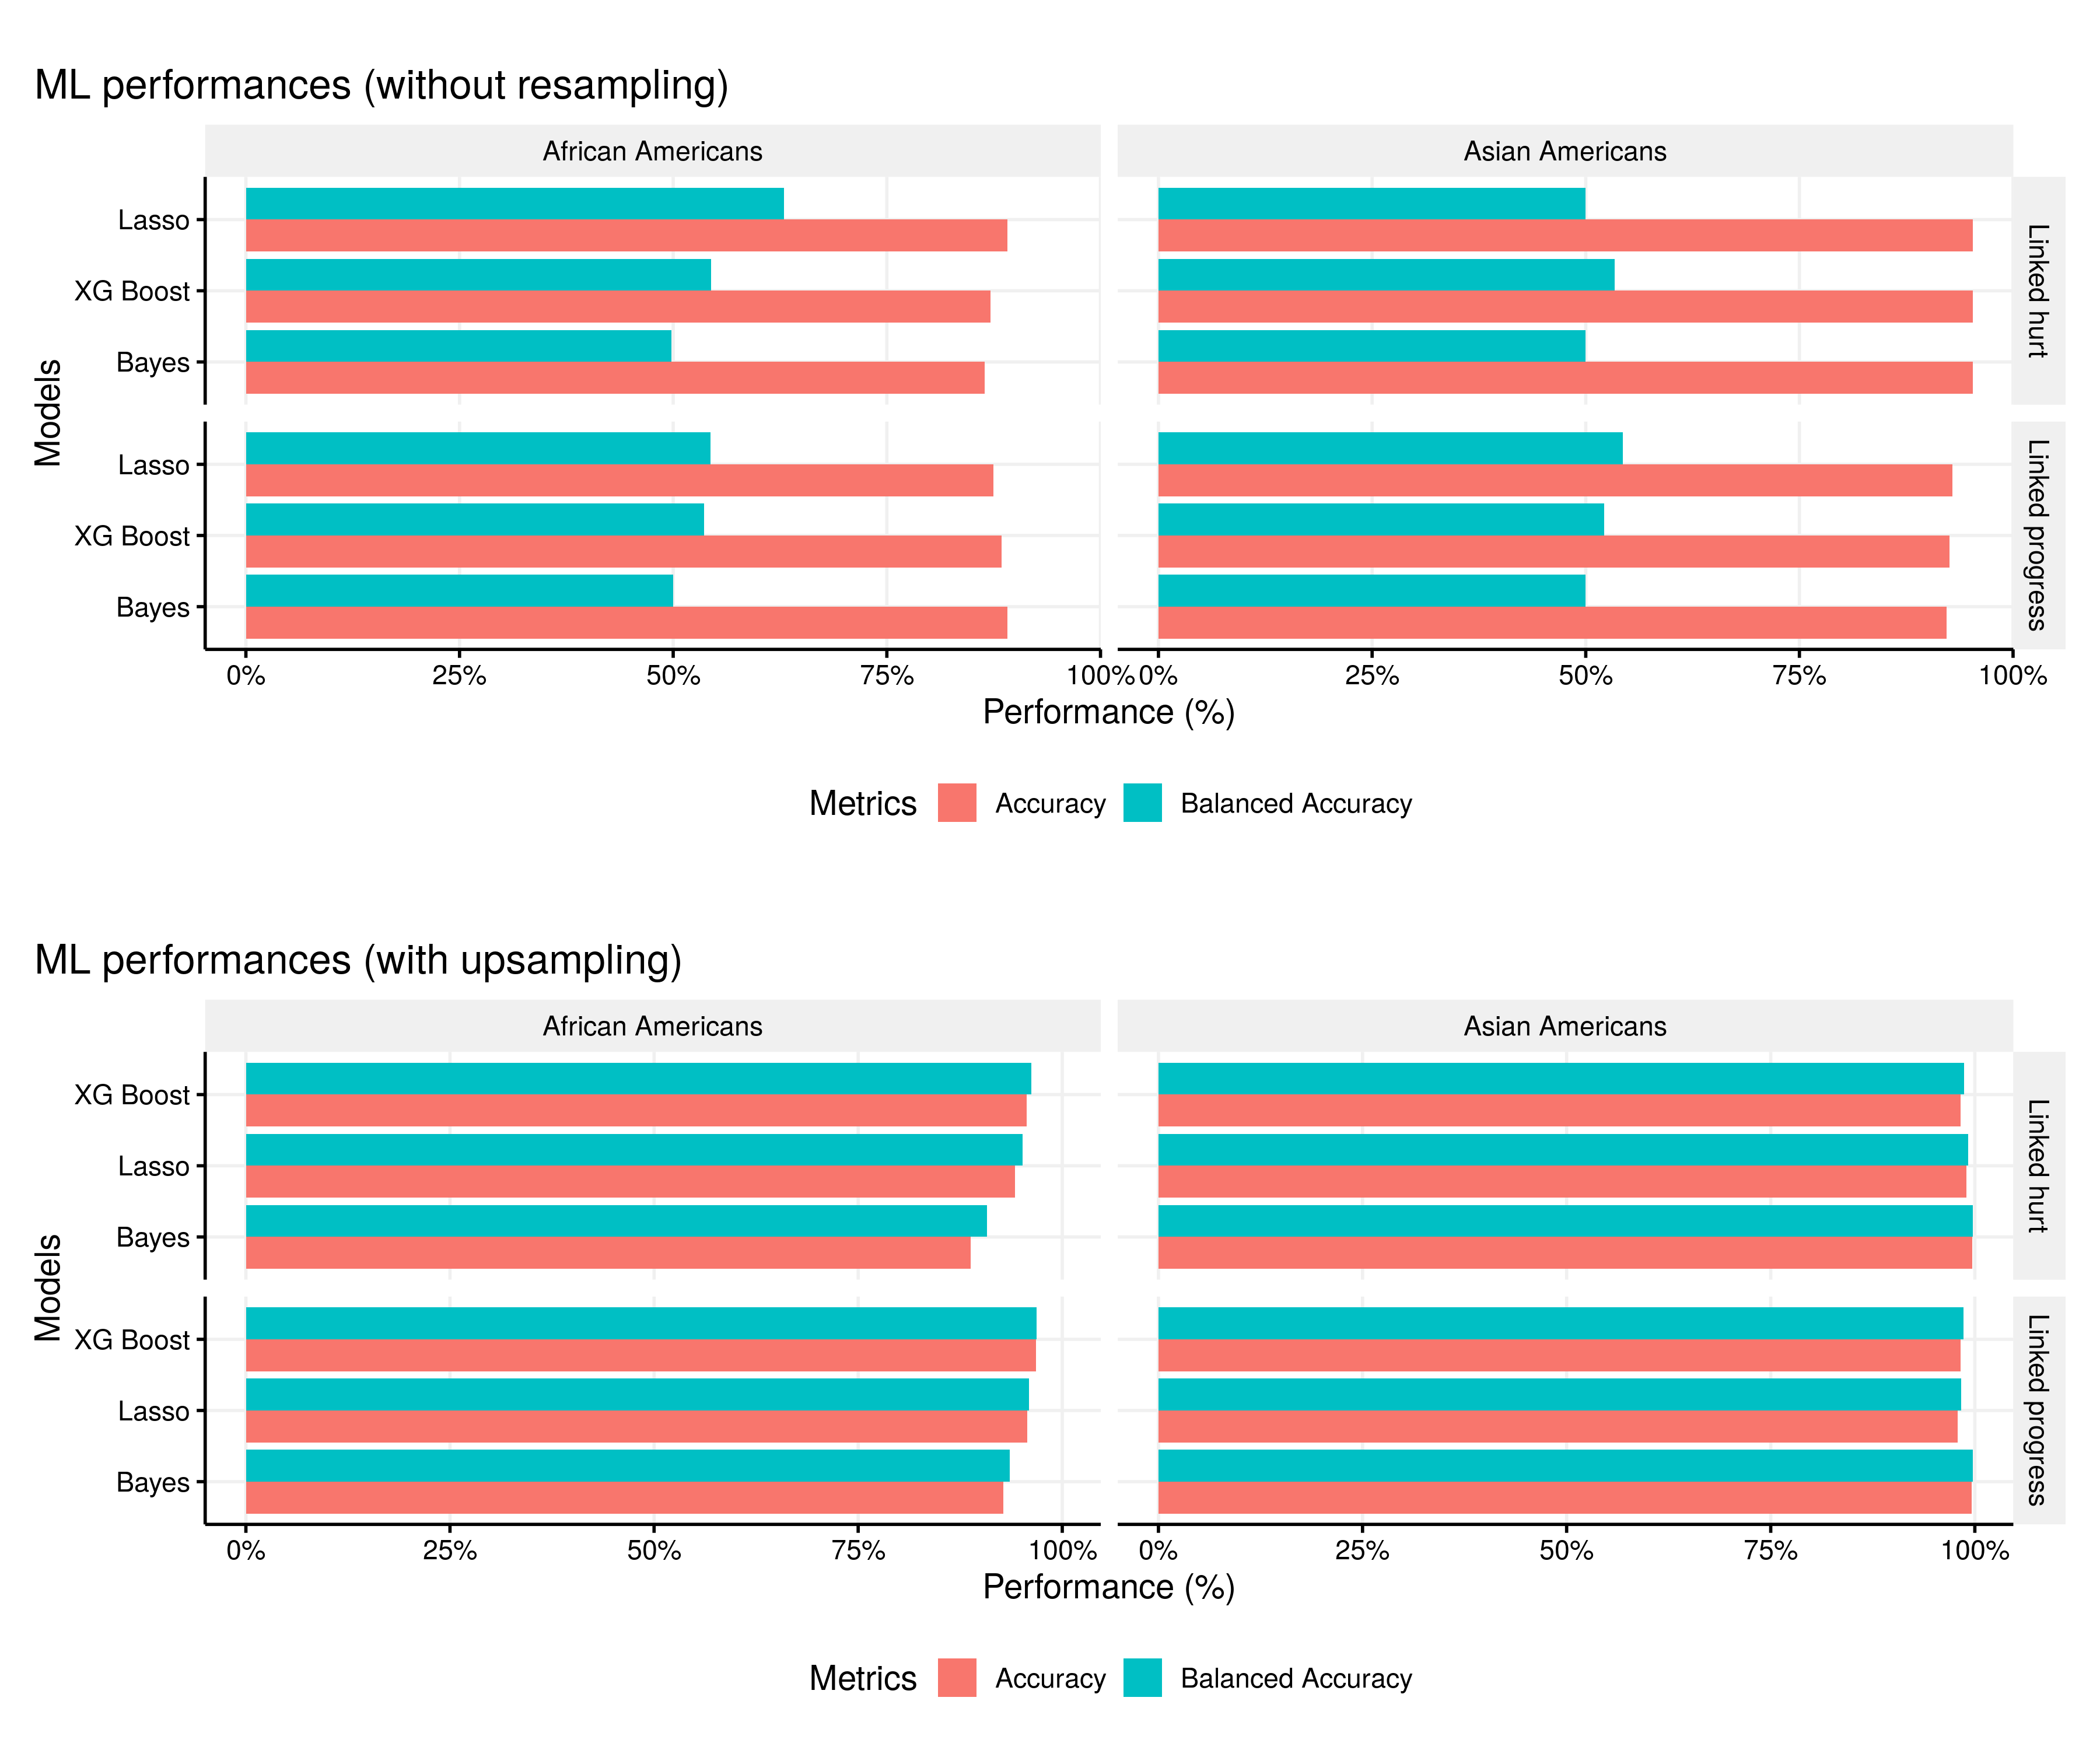 ML performances (without resampling)
African Americans
Asian Americans
Lasso
XG Boost
Bayes
Linked hurt
Models
Lasso
XG Boost
Bayes
Linked progress
0% 25% 50% 75% 100% 0% 25% 50% 75% 100%
Performance (%)
Metrics Accuracy Balanced Accuracy
ML performances (with upsampling)
African Americans
Asian Americans
XG Boost
Lasso
Bayes
Linked hurt
Models
XG Boost
Lasso
Bayes
Linked progress
0% 25% 50% 75% 100% 0% 25% 50% 75% 100%
Performance (%)
Metrics Accuracy Balanced Accuracy